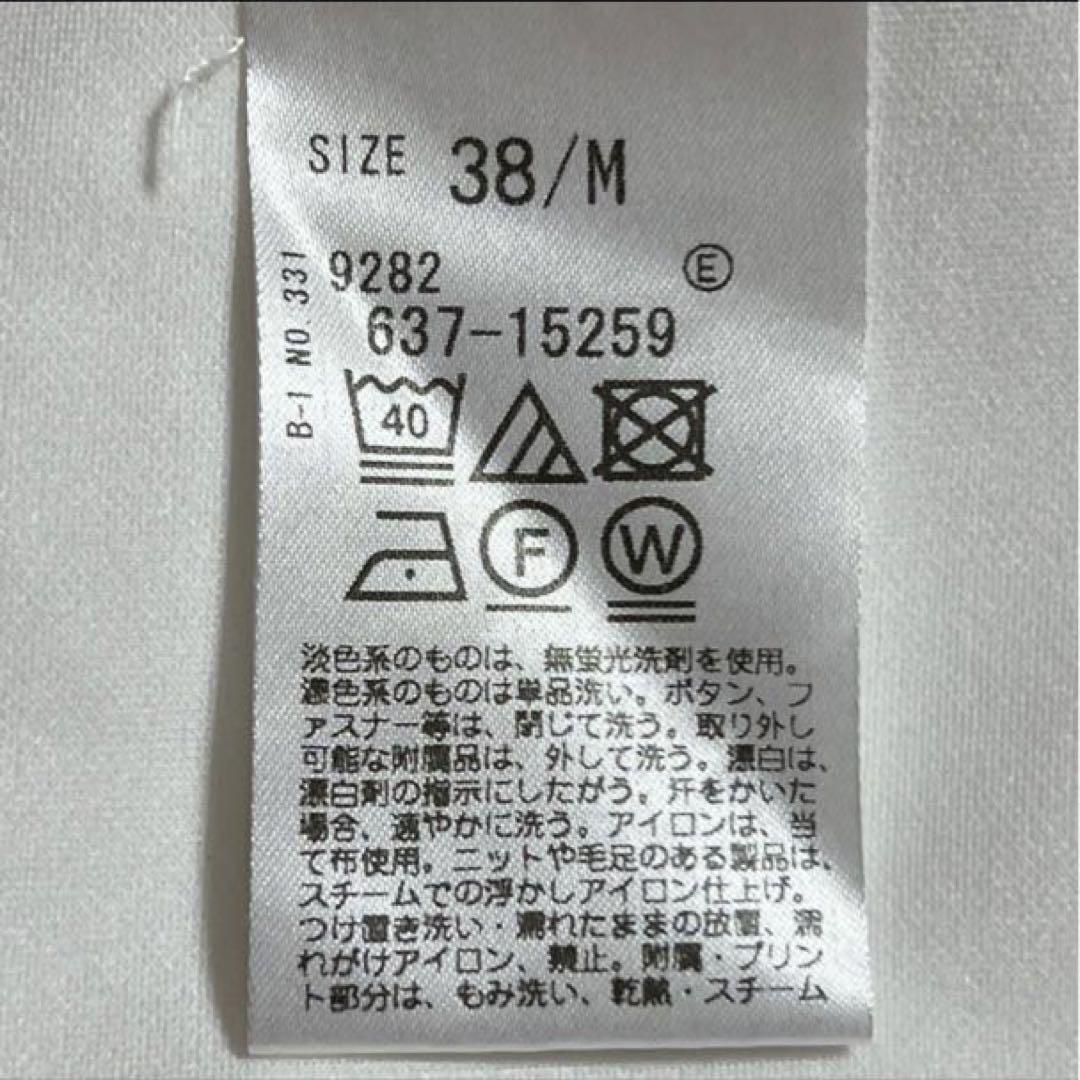 SIZE 38/M
9282 Ⓔ
637-15259
B-1 NO. 331
40
F W
淡色系のものは、無蛍光洗剤を使用。
濃色系のものは単品洗い。ボタン、フ
ァスナー等は、閉じて洗う。取り外し
可能な附属品は、外して洗う。漂白は、
漂白剤の指示にしたがう。汗をかいた
場合、速やかに洗う。アイロンは、当
て布使用。ニットや毛足のある製品は、
スチームでの浮かしアイロン仕上げ。
つけ置き洗い・濡れたままの放置、濡
れがけアイロン、禁止。附属・プリン
ト部分は、もみ洗い、乾熱・スチーム